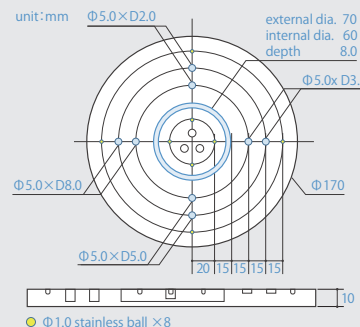 unit:mm
Φ5.0×D2.0
external dia. 70
internal dia. 60
depth 8.0
Φ5.0x D3.
Φ5.0×D8.0
Φ170
Φ5.0×D5.0
20 15 15 15 15
10
Φ1.0 stainless ball ×8